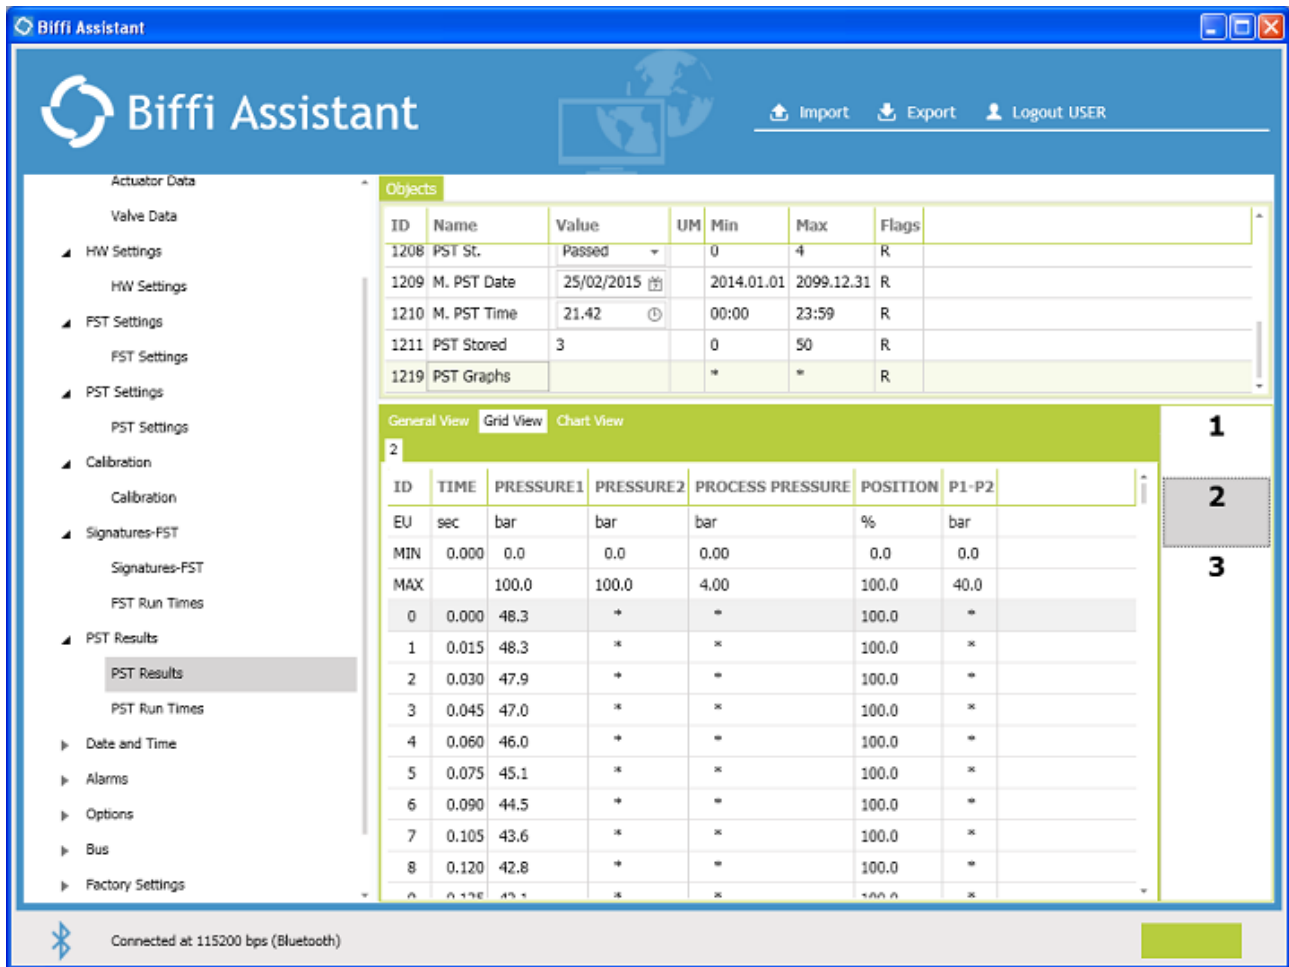 Biffi Assistant
Biffi Assistant
Import Export Logout USER
Actuator Data
Valve Data
HW Settings
HW Settings
FST Settings
FST Settings
PST Settings
PST Settings
Calibration
Calibration
Signatures-FST
Signatures-FST
FST Run Times
PST Results
PST Results
PST Run Times
Date and Time
Alarms
Options
Bus
Factory Settings
Objects
ID Name Value UM Min Max Flags
1208 PST St. Passed 0 4 R
1209 M. PST Date 25/02/2015 2014.01.01 2099.12.31 R
1210 M. PST Time 21.42 00:00 23:59 R
1211 PST Stored 3 0 50 R
1219 PST Graphs * * R
General View Grid View Chart View
2
ID TIME PRESSURE1 PRESSURE2 PROCESS PRESSURE POSITION P1-P2
EU sec bar bar bar % bar
MIN 0.000 0.0 0.0 0.00 0.0 0.0
MAX 100.0 100.0 4.00 100.0 40.0
0 0.000 48.3 * * 100.0 *
1 0.015 48.3 * * 100.0 *
2 0.030 47.9 * * 100.0 *
3 0.045 47.0 * * 100.0 *
4 0.060 46.0 * * 100.0 *
5 0.075 45.1 * * 100.0 *
6 0.090 44.5 * * 100.0 *
7 0.105 43.6 * * 100.0 *
8 0.120 42.8 * * 100.0 *
1
2
3
Connected at 115200 bps (Bluetooth)